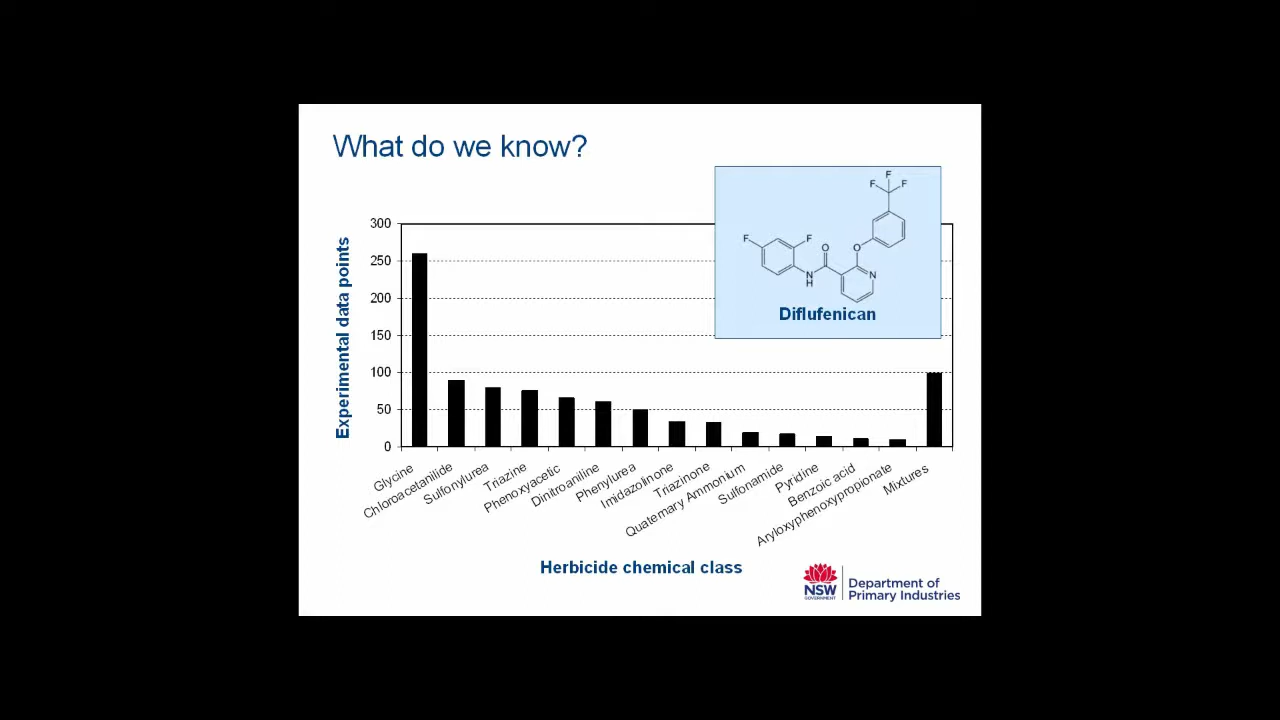 What do we know?
F
F
F
F
F
O
O
N
H
N
Diflufenican
Experimental data points
300
250
200
150
100
50
0
Glycine
Chloroacetanilide
Sulfonylurea
Triazine
Phenoxyacetic
Dinitroaniline
Phenylurea
Imidazolinone
Triazinone
Quaternary Ammonium
Sulfonamide
Pyridine
Benzoic acid
Aryloxyphenoxypropionate
Mixtures
Herbicide chemical class
NSW
GOVERNMENT
Department of
Primary Industries